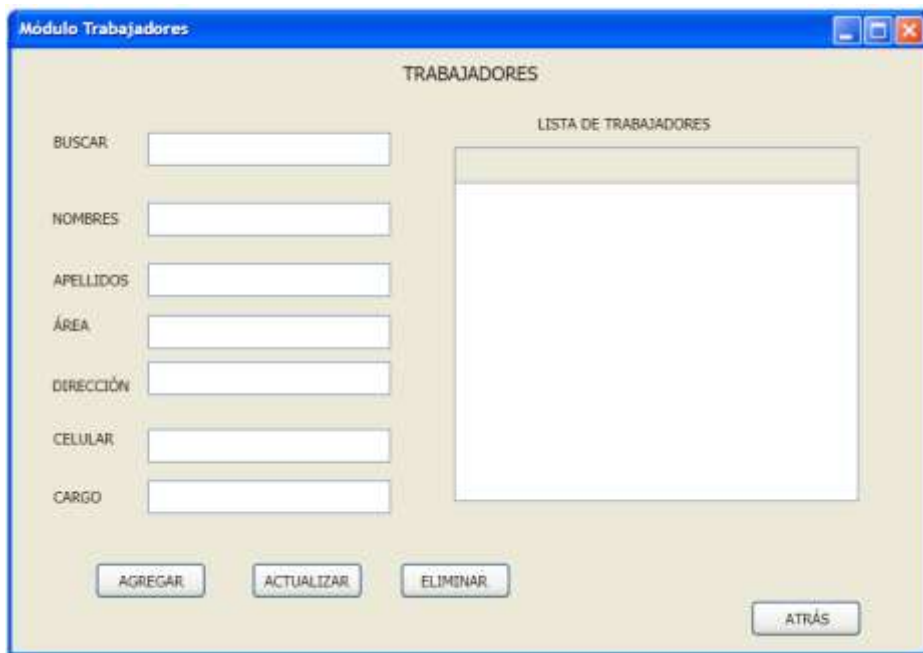 Módulo Trabajadores
TRABAJADORES
BUSCAR
NOMBRES
APELLIDOS
ÁREA
DIRECCIÓN
CELULAR
CARGO
LISTA DE TRABAJADORES
AGREGAR
ACTUALIZAR
ELIMINAR
ATRÁS